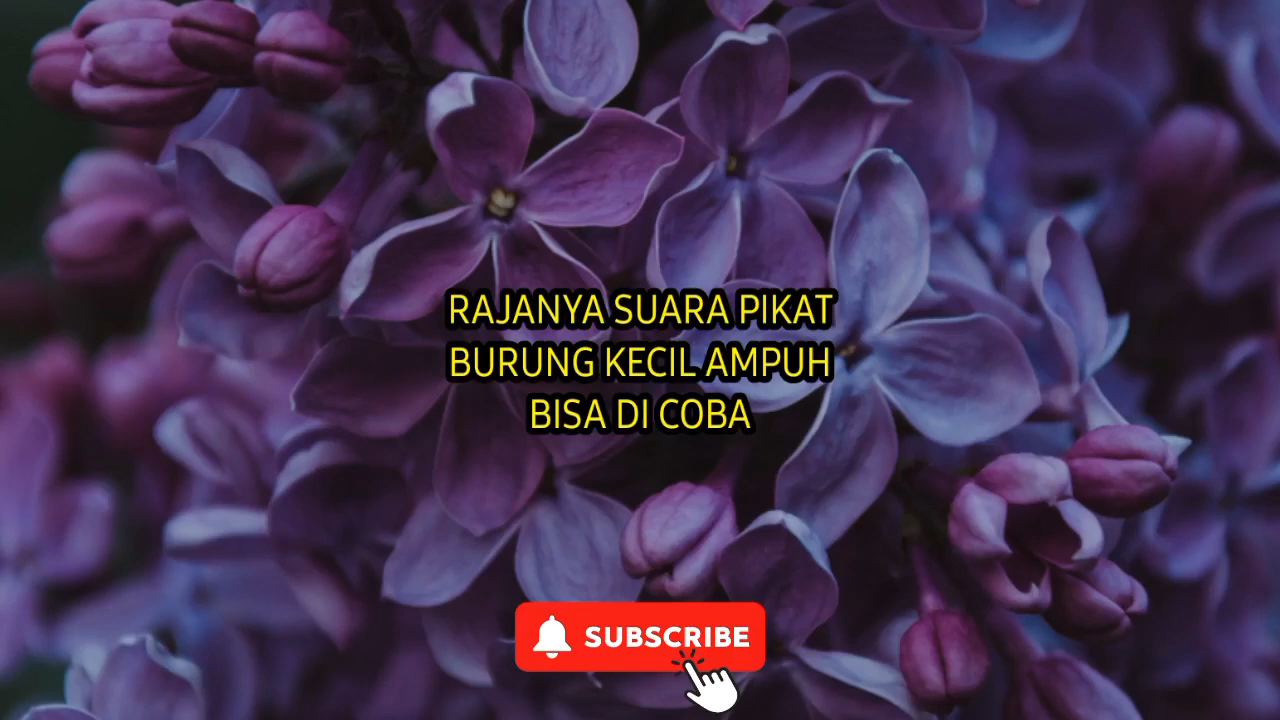 RAJANYA SUARA PIKAT
BURUNG KECIL AMPUH
BISA DI COBA
SUBSCRIBE